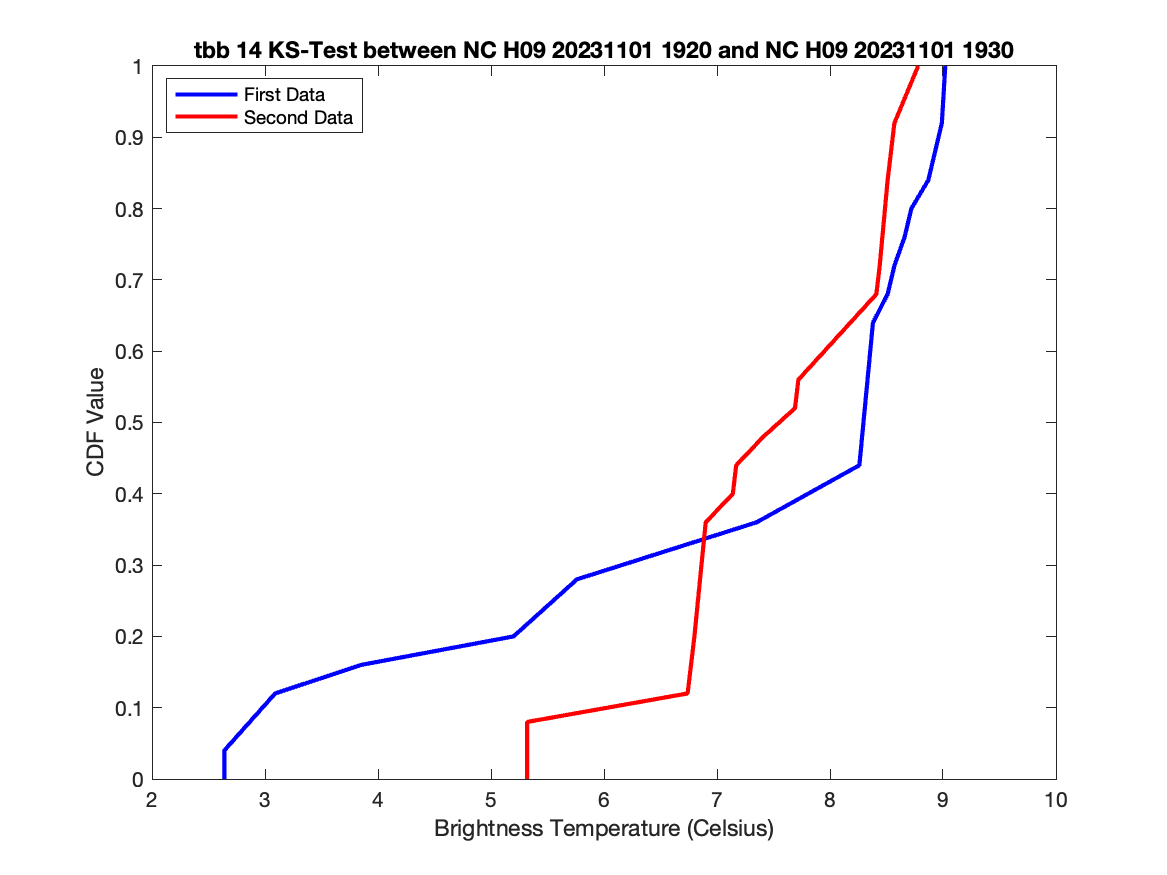 tbb 14 KS-Test between NC H09 20231101 1920 and NC H09 20231101 1930
First Data
Second Data
1
0.9
0.8
0.7
0.6
0.5
0.4
0.3
0.2
0.1
0
CDF Value
2 3 4 5 6 7 8 9 10
Brightness Temperature (Celsius)